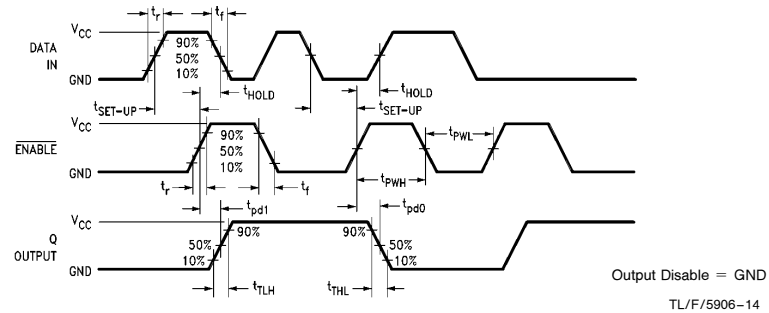 tr tf
VCC
DATA
IN
90%
50%
10%
GND
tHOLD tHOLD
tSET-UP tSET-UP
VCC
ENABLE
90%
50%
10%
GND
tPWL
tr tf tPWH
tpd1 tpd0
VCC
Q
OUTPUT
90% 90%
50% 50%
10% 10%
GND
tTLH tTHL
Output Disable = GND
TL/F/5906–14